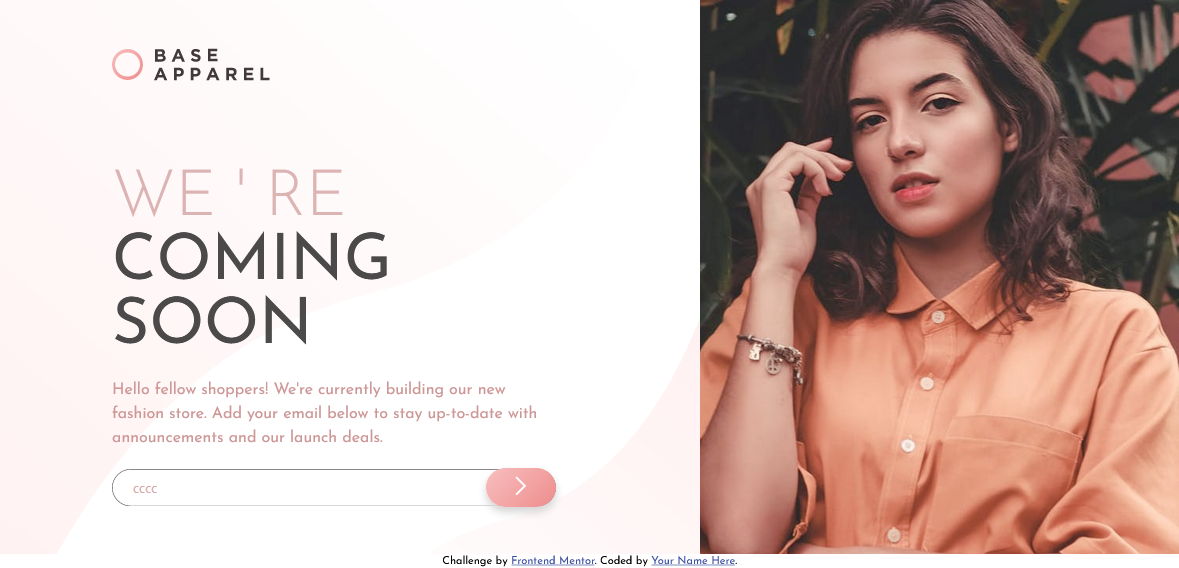 BASE
APPAREL
WE'RE
COMING
SOON
Hello fellow shoppers! We're currently building our new
fashion store. Add your email below to stay up-to-date with
announcements and our launch deals.
cccc
Challenge by Frontend Mentor. Coded by Your Name Here.